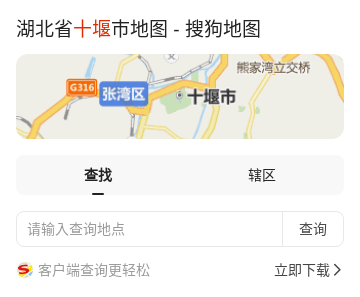 湖北省十堰市地图 - 搜狗地图
熊家湾立交桥
G316
张湾区
十堰市
查找
辖区
请输入查询地点
查询
客户端查询更轻松
立即下载